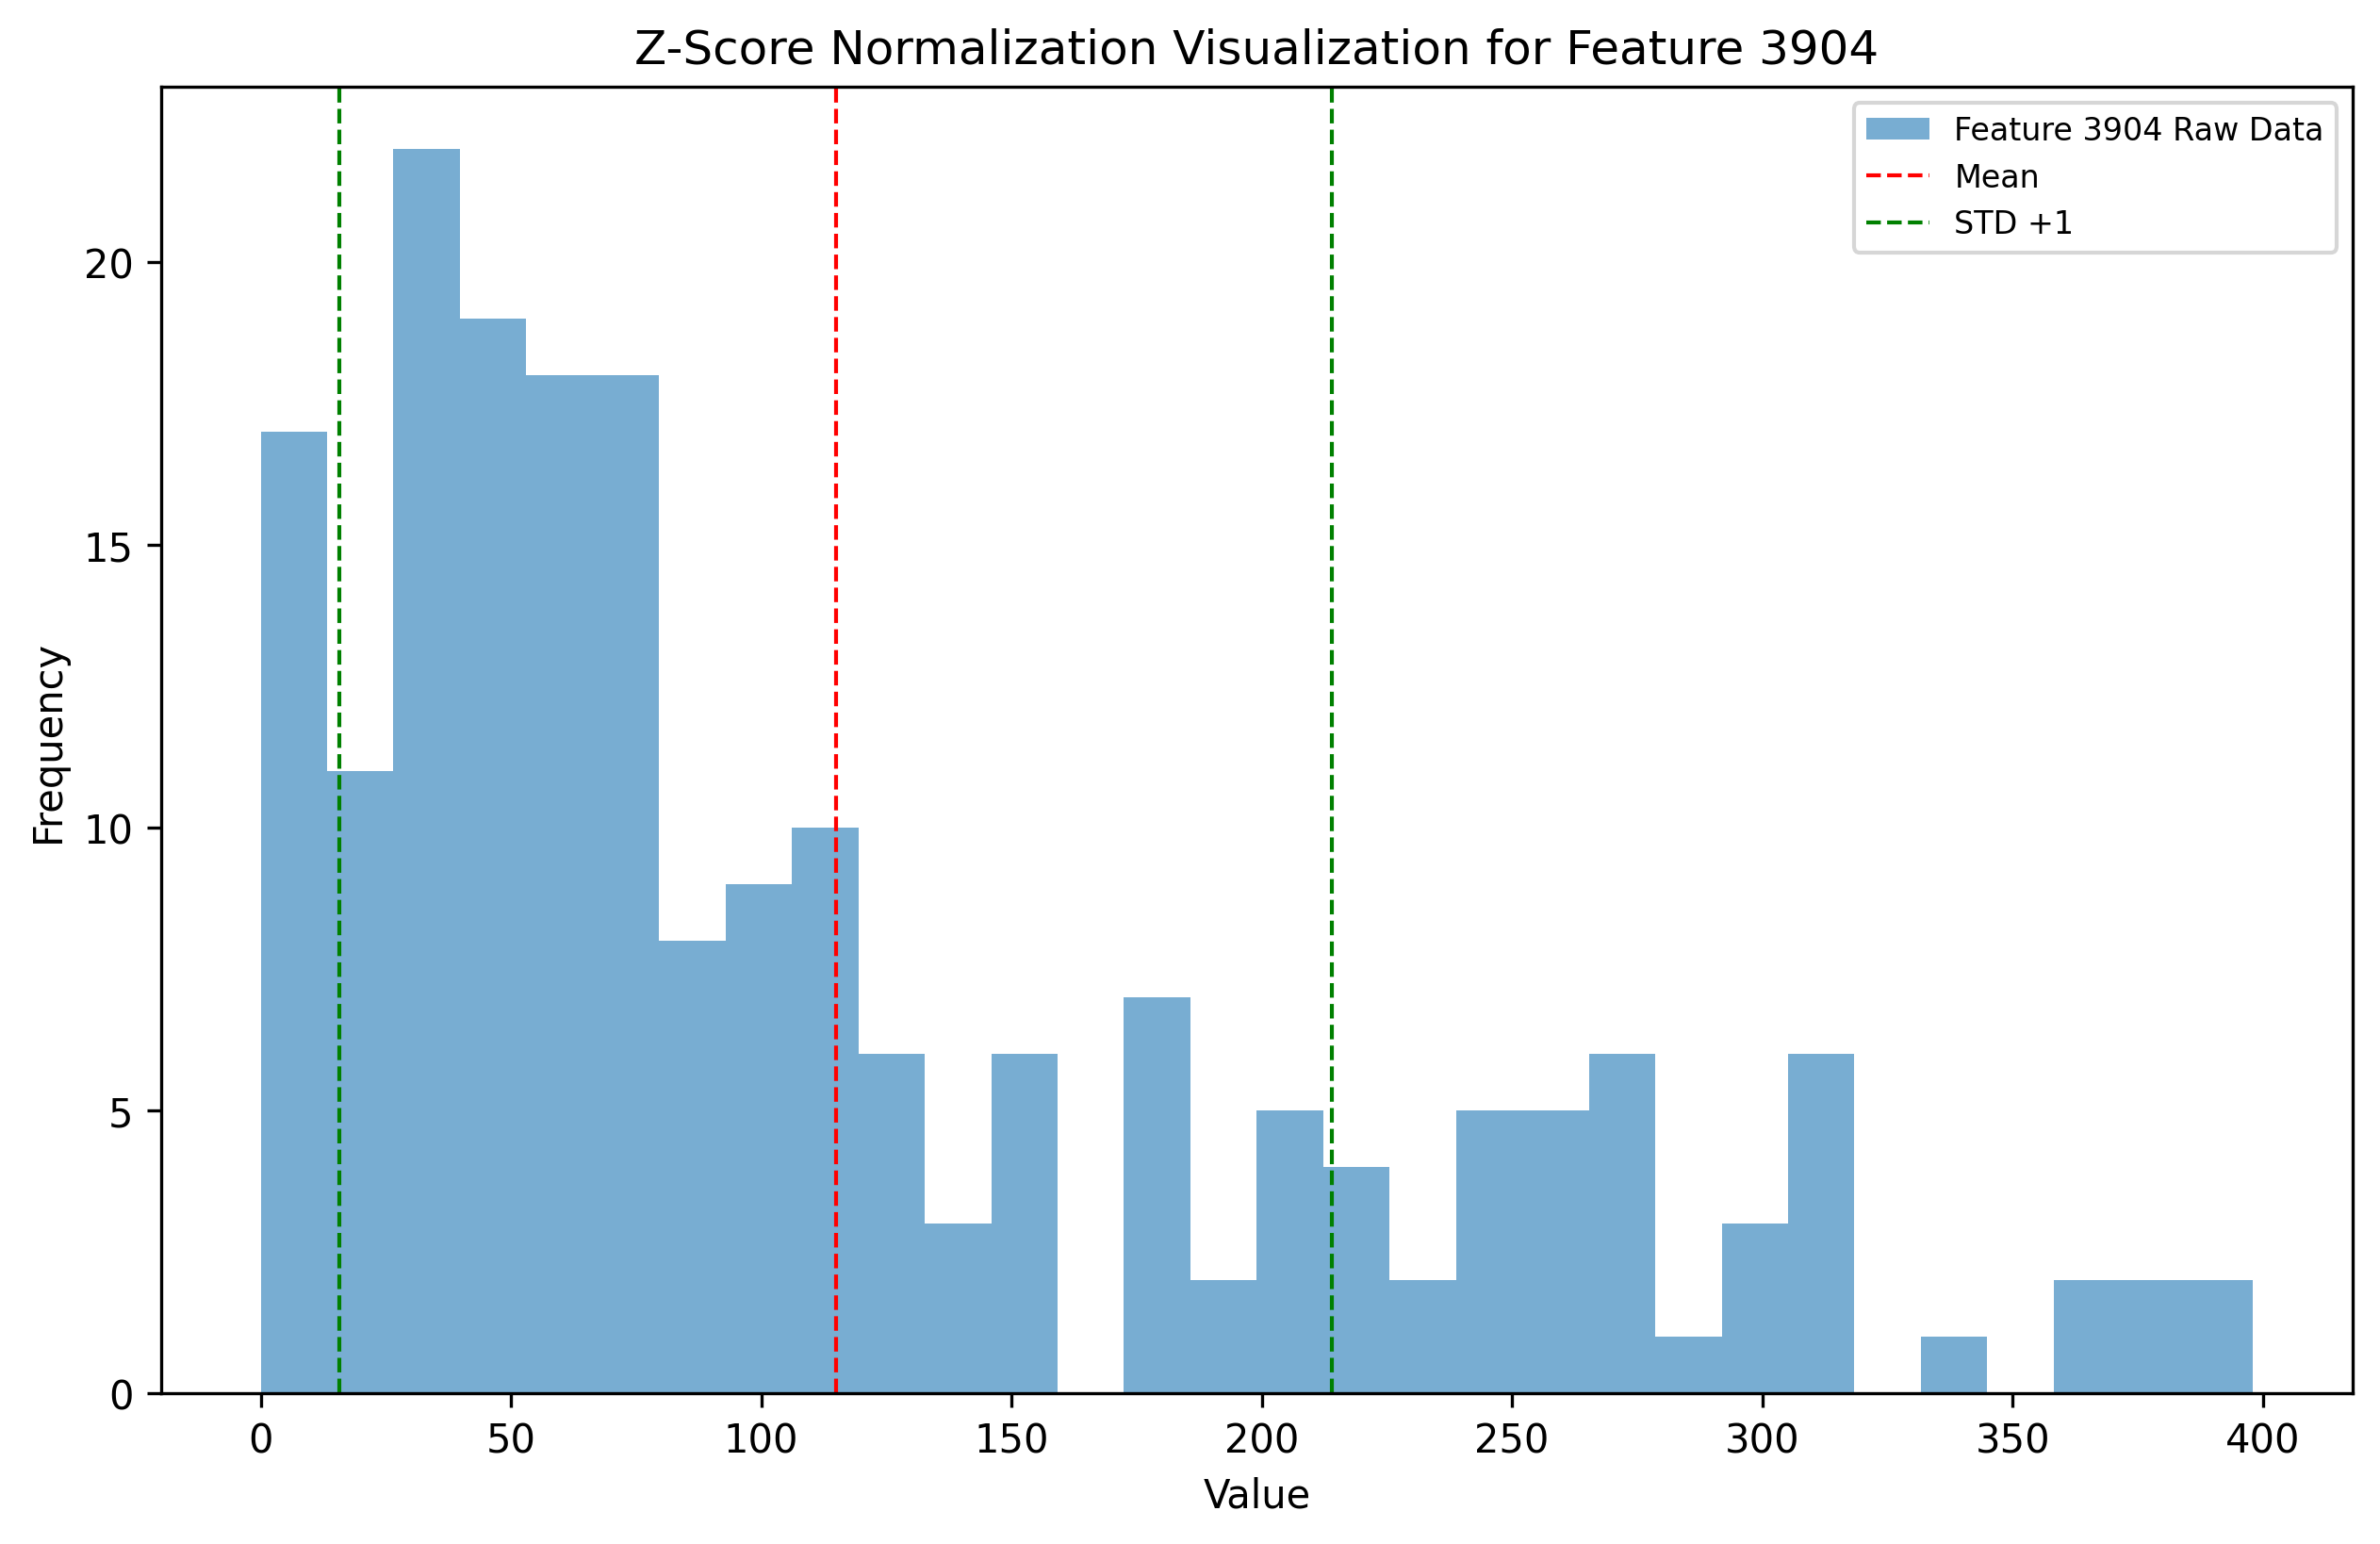 Z-Score Normalization Visualization for Feature 3904
Feature 3904 Raw Data
Mean
STD +1
20
15
10
5
0
Frequency
0 50 100 150 200 250 300 350 400
Value